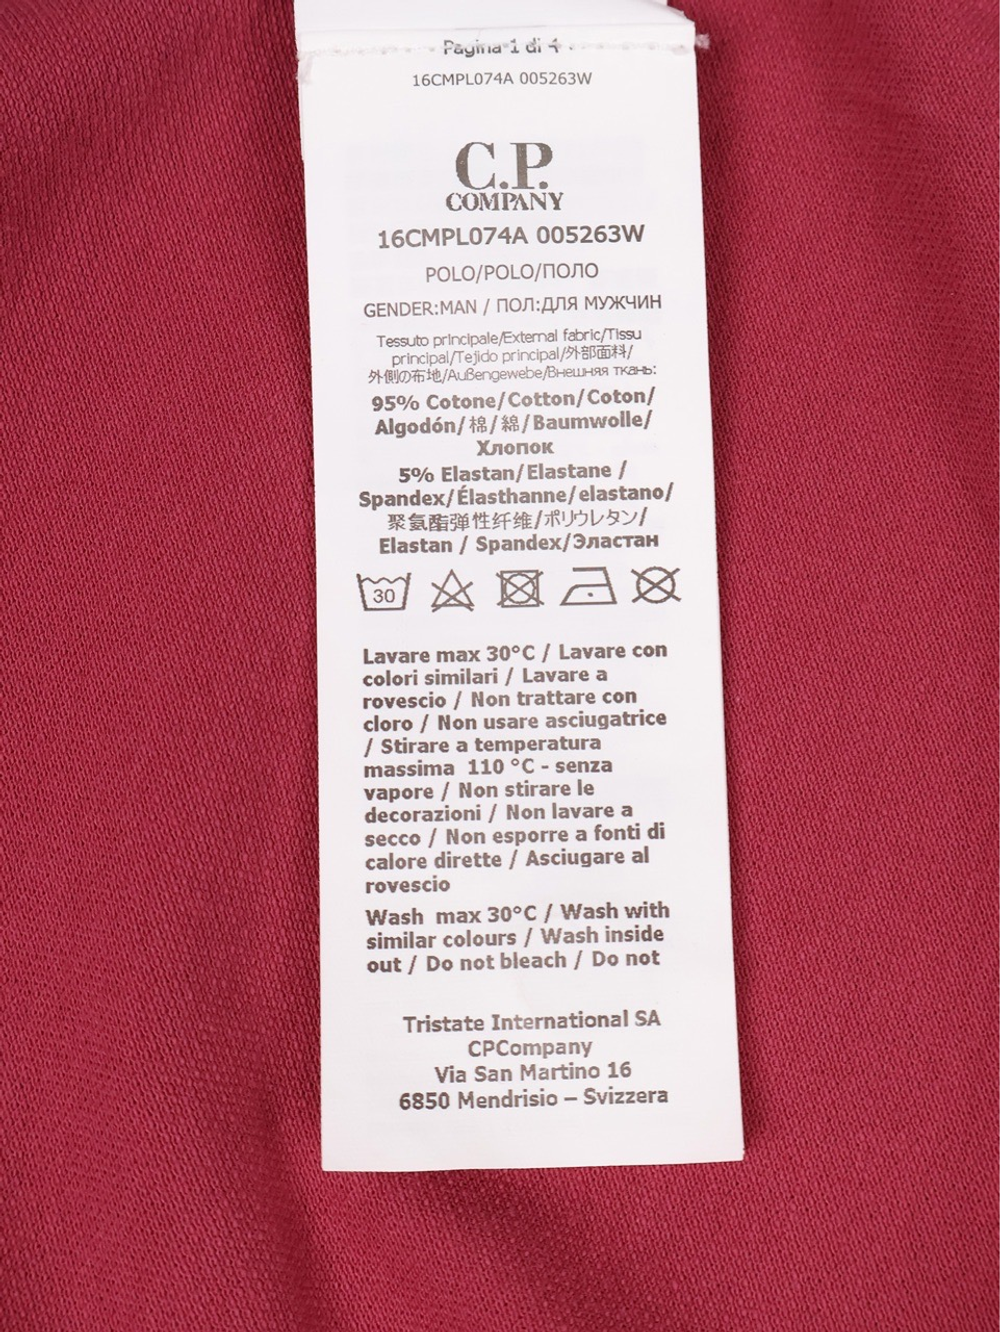 Pagina 1 di 4
16CMPL074A 005263W
C.P.
COMPANY
16CMPL074A 005263W
POLO/POLO/ПОЛО
GENDER:MAN / ПОЛ:ДЛЯ МУЖЧИН
Tessuto principale/External fabric/Tissu
principal/Tejido principal/外部面料/
外側の布地/Außengewebe/Внешняя ткань:
95% Cotone/Cotton/Coton/
Algodón/棉/綿/Baumwolle/
Хлопок
5% Elastan/Elastane /
Spandex/Élasthanne/elastano/
聚氨酯弹性纤维/ポリウレタン/
Elastan / Spandex/Эластан
30
Lavare max 30°C / Lavare con
colori similari / Lavare a
rovescio / Non trattare con
cloro / Non usare asciugatrice
/ Stirare a temperatura
massima 110 °C - senza
vapore / Non stirare le
decorazioni / Non lavare a
secco / Non esporre a fonti di
calore dirette / Asciugare al
rovescio
Wash max 30°C / Wash with
similar colours / Wash inside
out / Do not bleach / Do not
Tristate International SA
CPCompany
Via San Martino 16
6850 Mendrisio – Svizzera